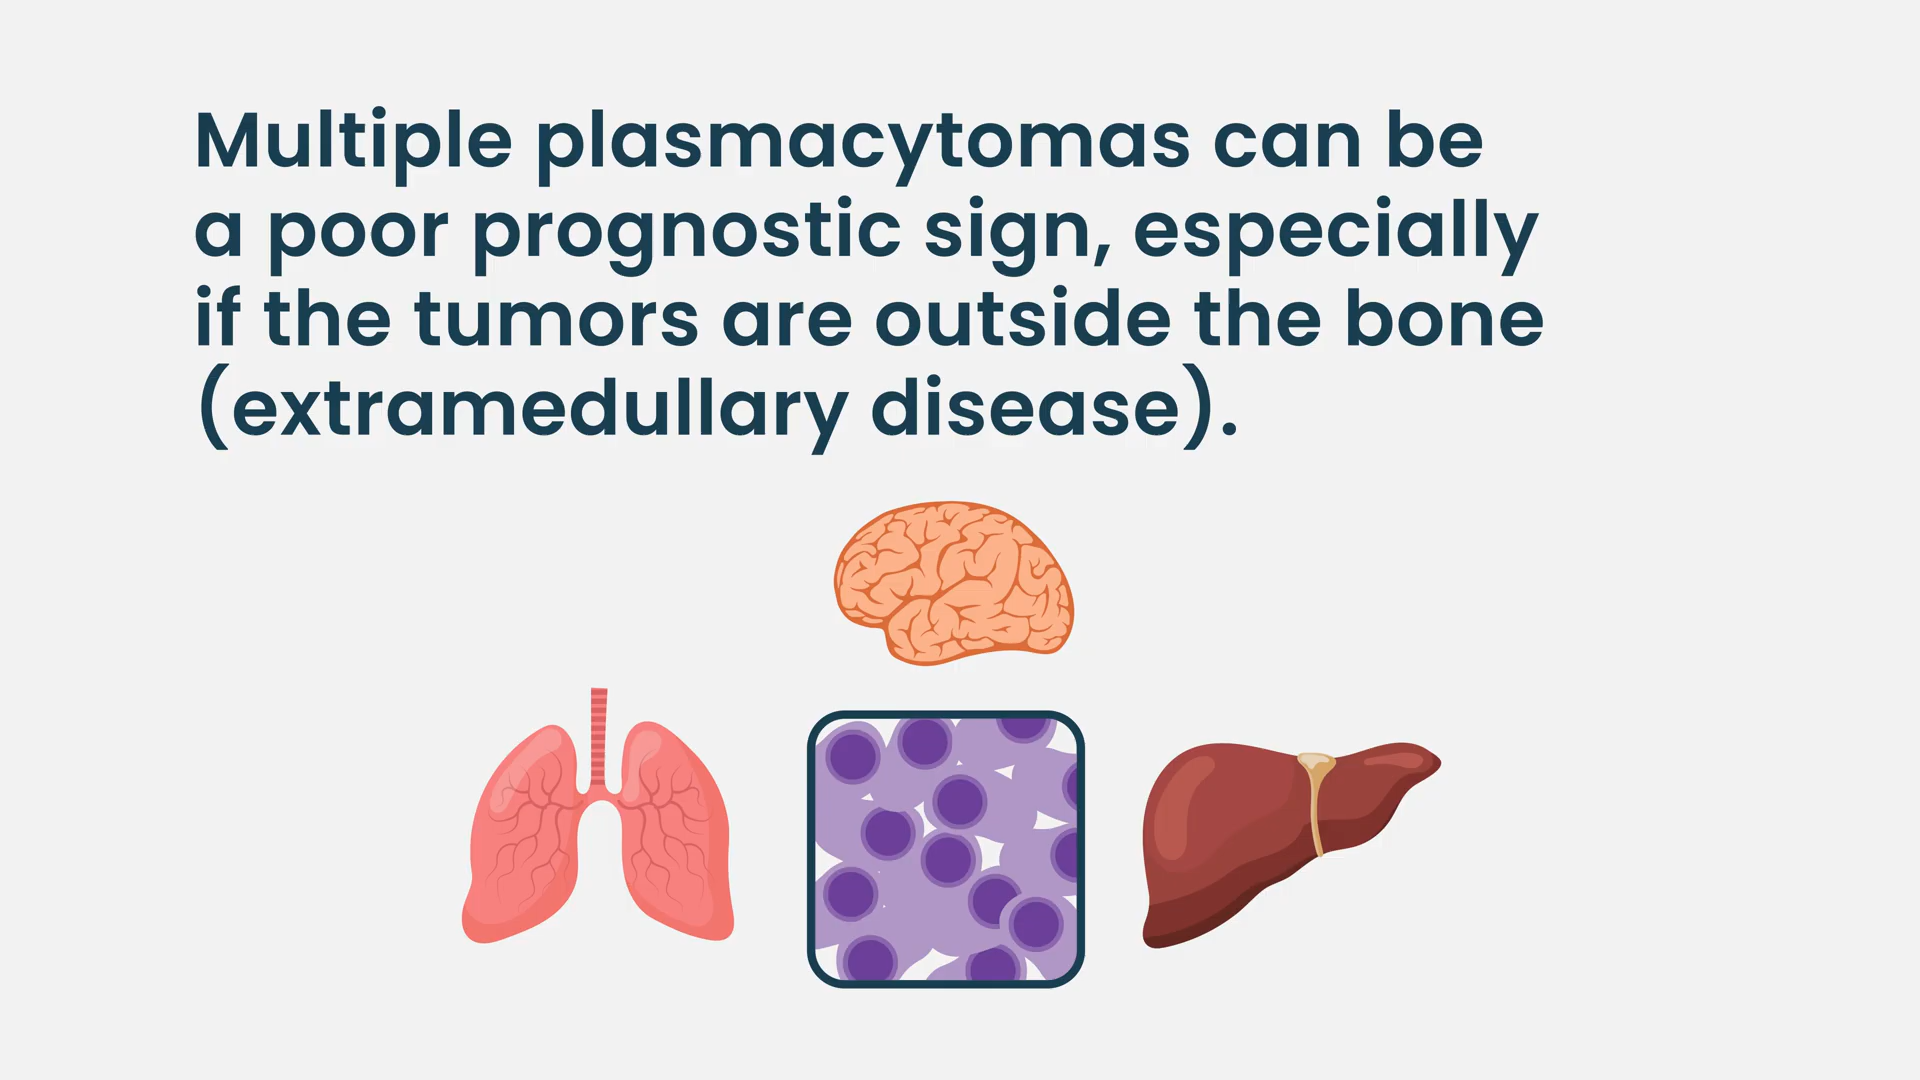 Multiple plasmacytomas can be
a poor prognostic sign, especially
if the tumors are outside the bone
(extramedullary disease).